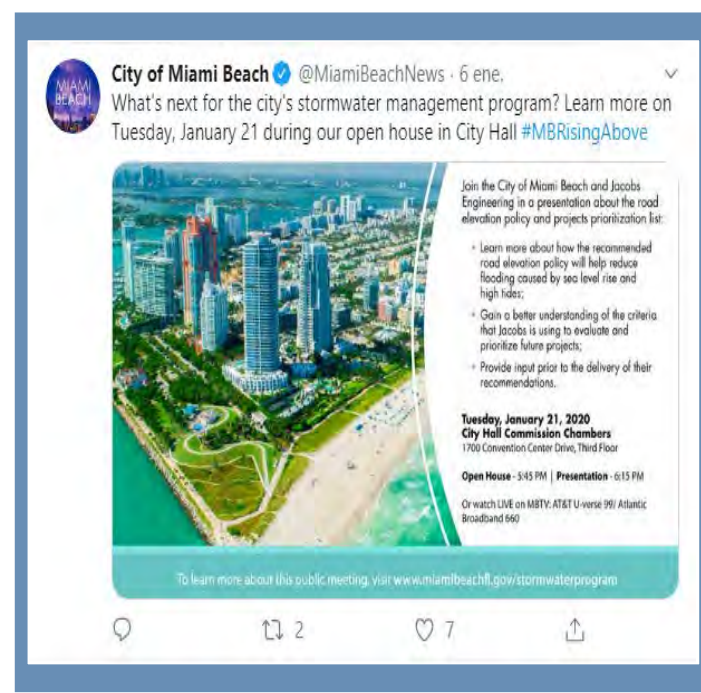 MIAMI
BEACH
City of Miami Beach @MiamiBeachNews · 6 ene.
What's next for the city's stormwater management program? Learn more on
Tuesday, January 21 during our open house in City Hall #MBRisingAbove
Join the City of Miami Beach and Jacobs
Engineering in a presentation about the road
elevation policy and projects prioritization list:
• Learn more about how the recommended
road elevation policy will help reduce
flooding caused by sea level rise and
high tides;
• Gain a better understanding of the criteria
that Jacobs is using to evaluate and
prioritize future projects;
• Provide input prior to the delivery of their
recommendations.
Tuesday, January 21, 2020
City Hall Commission Chambers
1700 Convention Center Drive, Third Floor
Open House - 5:45 PM | Presentation - 6:15 PM
Or watch LIVE on MBTV: AT&T U-verse 99/ Atlantic
Broadband 660
To learn more about this public meeting, visit www.miamibeachfl.gov/stormwaterprogram
2 7